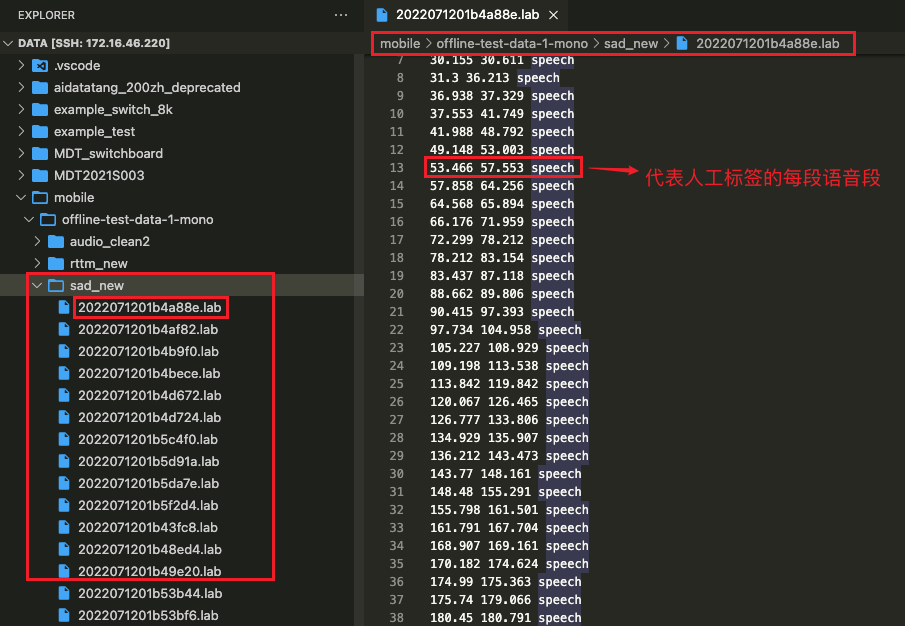 EXPLORER
···
2022071201b4a88e.lab ×
DATA [SSH: 172.16.46.220]
mobile > offline-test-data-1-mono > sad_new > 2022071201b4a88e.lab
.vscode
aidatatang_200zh_deprecated
example_switch_8k
example_test
MDT_switchboard
MDT2021S003
mobile
offline-test-data-1-mono
audio_clean2
rttm_new
sad_new
2022071201b4a88e.lab
2022071201b4af82.lab
2022071201b4b9f0.lab
2022071201b4bece.lab
2022071201b4d672.lab
2022071201b4d724.lab
2022071201b5c4f0.lab
2022071201b5d91a.lab
2022071201b5da7e.lab
2022071201b5f2d4.lab
2022071201b43fc8.lab
2022071201b48ed4.lab
2022071201b49e20.lab
2022071201b53b44.lab
2022071201b53bf6.lab
7 30.155 30.611 speech
8 31.3 36.213 speech
9 36.938 37.329 speech
10 37.553 41.749 speech
11 41.988 48.792 speech
12 49.148 53.003 speech
13 53.466 57.553 speech
代表人工标签的每段语音段
14 57.858 64.256 speech
15 64.568 65.894 speech
16 66.176 71.959 speech
17 72.299 78.212 speech
18 78.212 83.154 speech
19 83.437 87.118 speech
20 88.662 89.806 speech
21 90.415 97.393 speech
22 97.734 104.958 speech
23 105.227 108.929 speech
24 109.198 113.538 speech
25 113.842 119.842 speech
26 120.067 126.465 speech
27 126.777 133.806 speech
28 134.929 135.907 speech
29 136.212 143.473 speech
30 143.77 148.161 speech
31 148.48 155.291 speech
32 155.798 161.501 speech
33 161.791 167.704 speech
34 168.907 169.161 speech
35 170.182 174.624 speech
36 174.99 175.363 speech
37 175.74 179.066 speech
38 180.45 180.791 speech